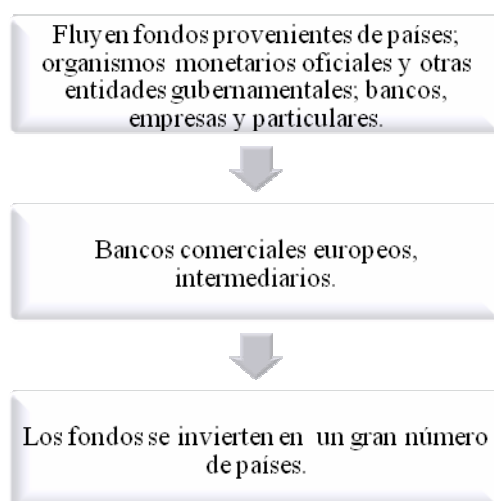 Fluyen fondos provenientes de países;
organismos monetarios oficiales y otras
entidades gubernamentales; bancos,
empresas y particulares.
Bancos comerciales europeos,
intermediarios.
Los fondos se invierten en un gran número
de países.